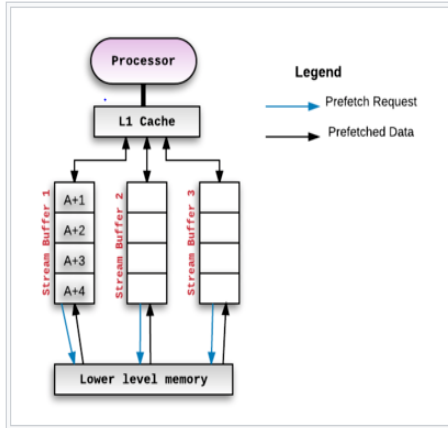 Processor
Legend
Prefetch Request
L1 Cache
Prefetched Data
Stream Buffer 1
A+1
A+2
A+3
A+4
Stream Buffer 2
Stream Buffer 3
Lower level memory